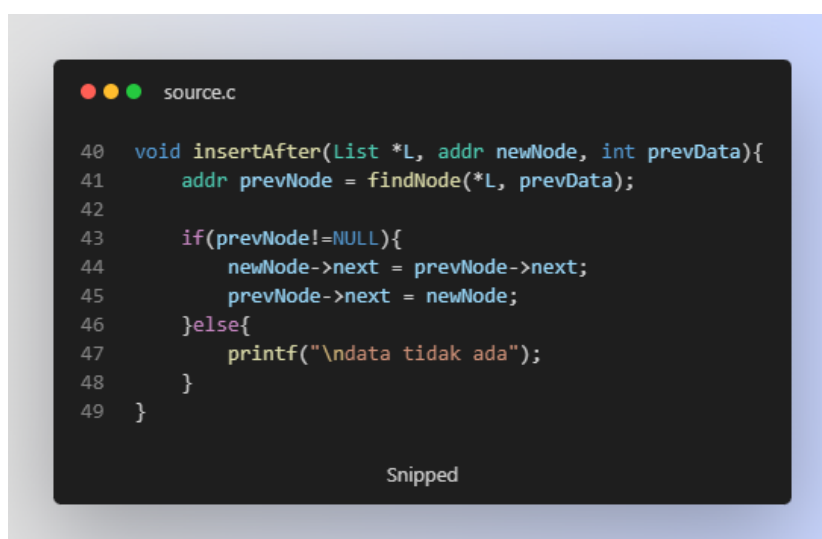 source.c
40 void insertAfter(List *L, addr newNode, int prevData){
41     addr prevNode = findNode(*L, prevData);
42
43     if(prevNode!=NULL){
44         newNode->next = prevNode->next;
45         prevNode->next = newNode;
46     }else{
47         printf("\ndata tidak ada");
48     }
49 }
Snipped